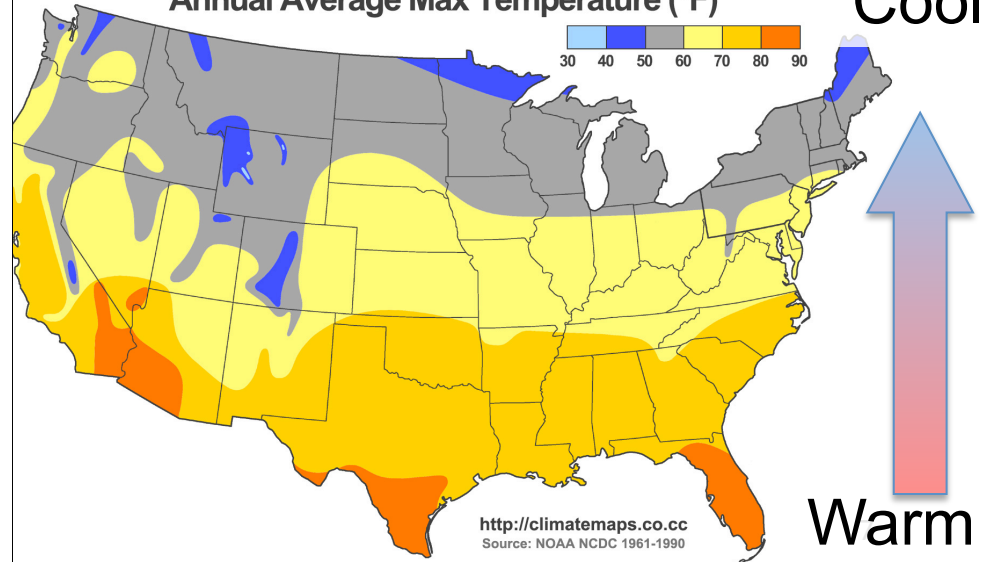 Annual Average Max Temperature (°F)
Cool
30 40 50 60 70 80 90
Warm
http://climatemaps.co.cc
Source: NOAA NCDC 1961-1990